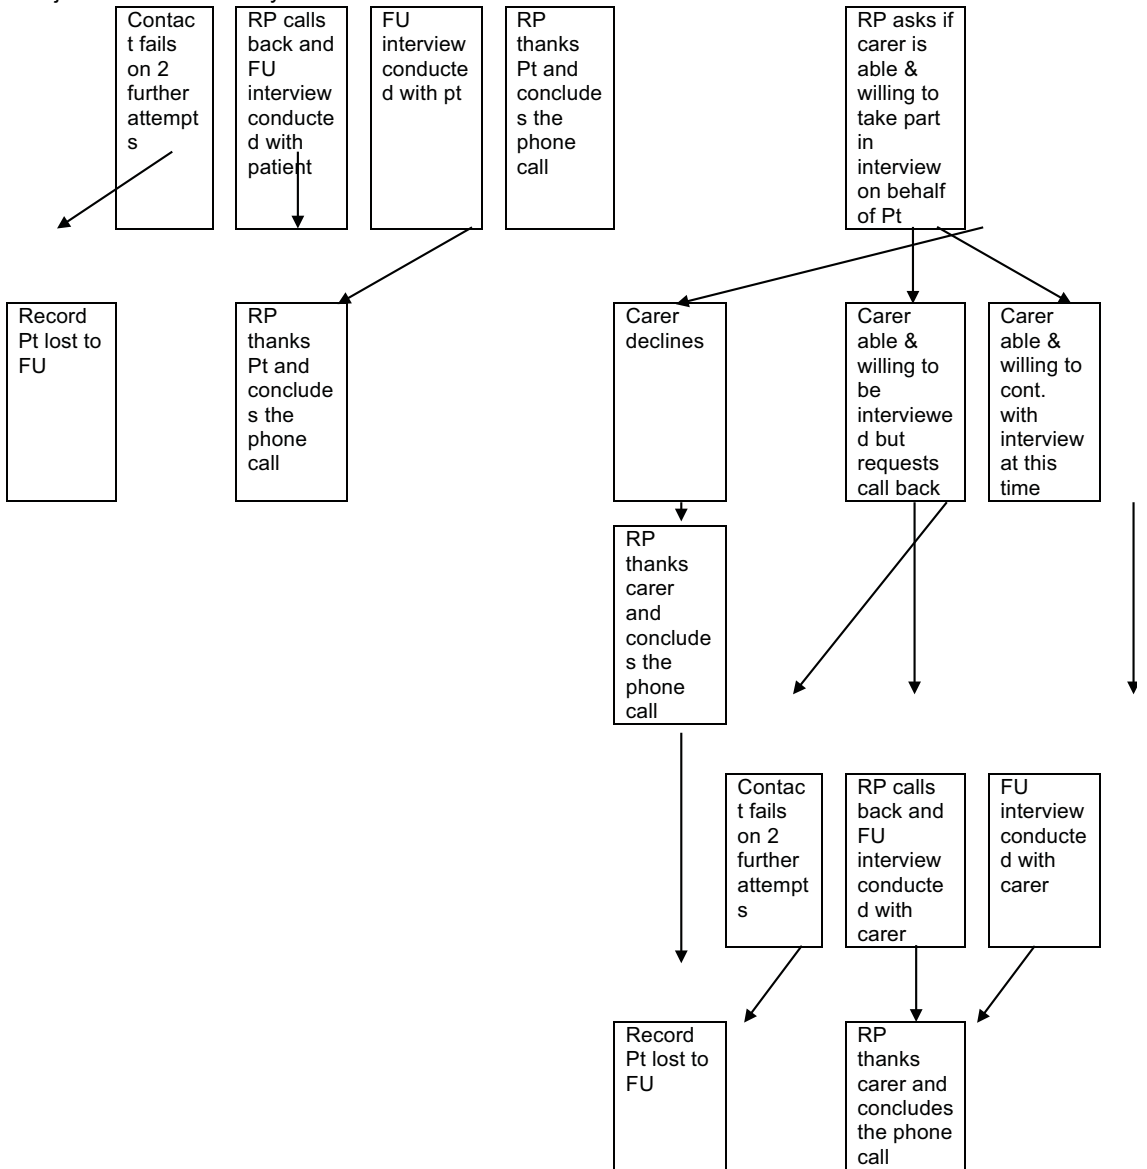 Contac
t fails
on 2
further
attempt
s
RP calls
back and
FU
interview
conducte
d with
patient
FU
interview
conducte
d with pt
RP
thanks
Pt and
conclude
s the
phone
call
RP asks if
carer is
able &
willing to
take part
in
interview
on behalf
of Pt
Record
Pt lost to
FU
RP
thanks
Pt and
conclude
s the
phone
call
Carer
declines
Carer
able &
willing to
be
interviewe
d but
requests
call back
Carer
able &
willing to
cont.
with
interview
at this
time
RP
thanks
carer
and
conclude
s the
phone
call
Contac
t fails
on 2
further
attempt
s
RP calls
back and
FU
interview
conducte
d with
carer
FU
interview
conducte
d with
carer
Record
Pt lost to
FU
RP
thanks
carer and
concludes
the phone
call